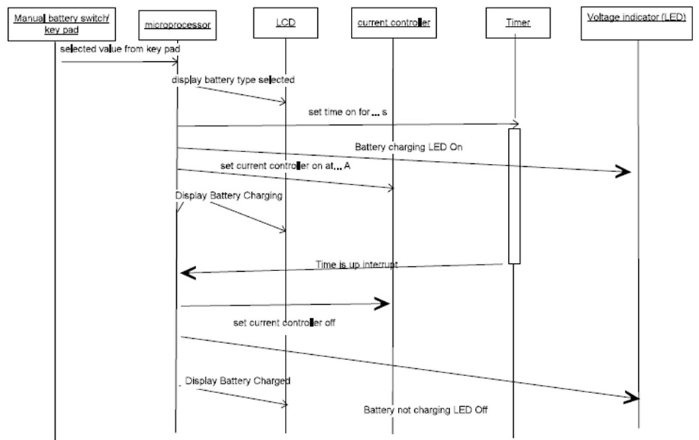 Manual battery switch/
key pad
microprocessor
LCD
current controller
Timer
Voltage indicator (LED)
selected value from key pad
display battery type selected
set time on for... s
Battery charging LED On
set current controller on at... A
Display Battery Charging
Time is up interrupt
set current controller off
Display Battery Charged
Battery not charging LED Off